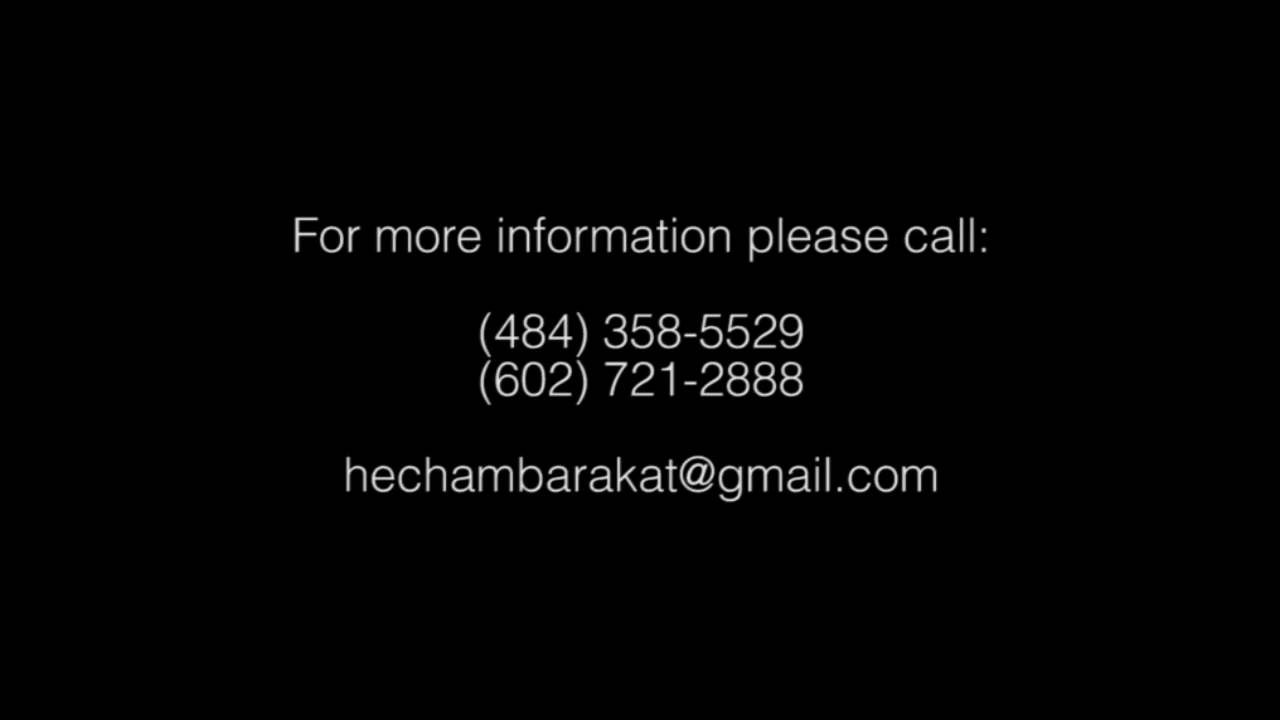 For more information please call:
(484) 358-5529
(602) 721-2888
hechambarakat@gmail.com